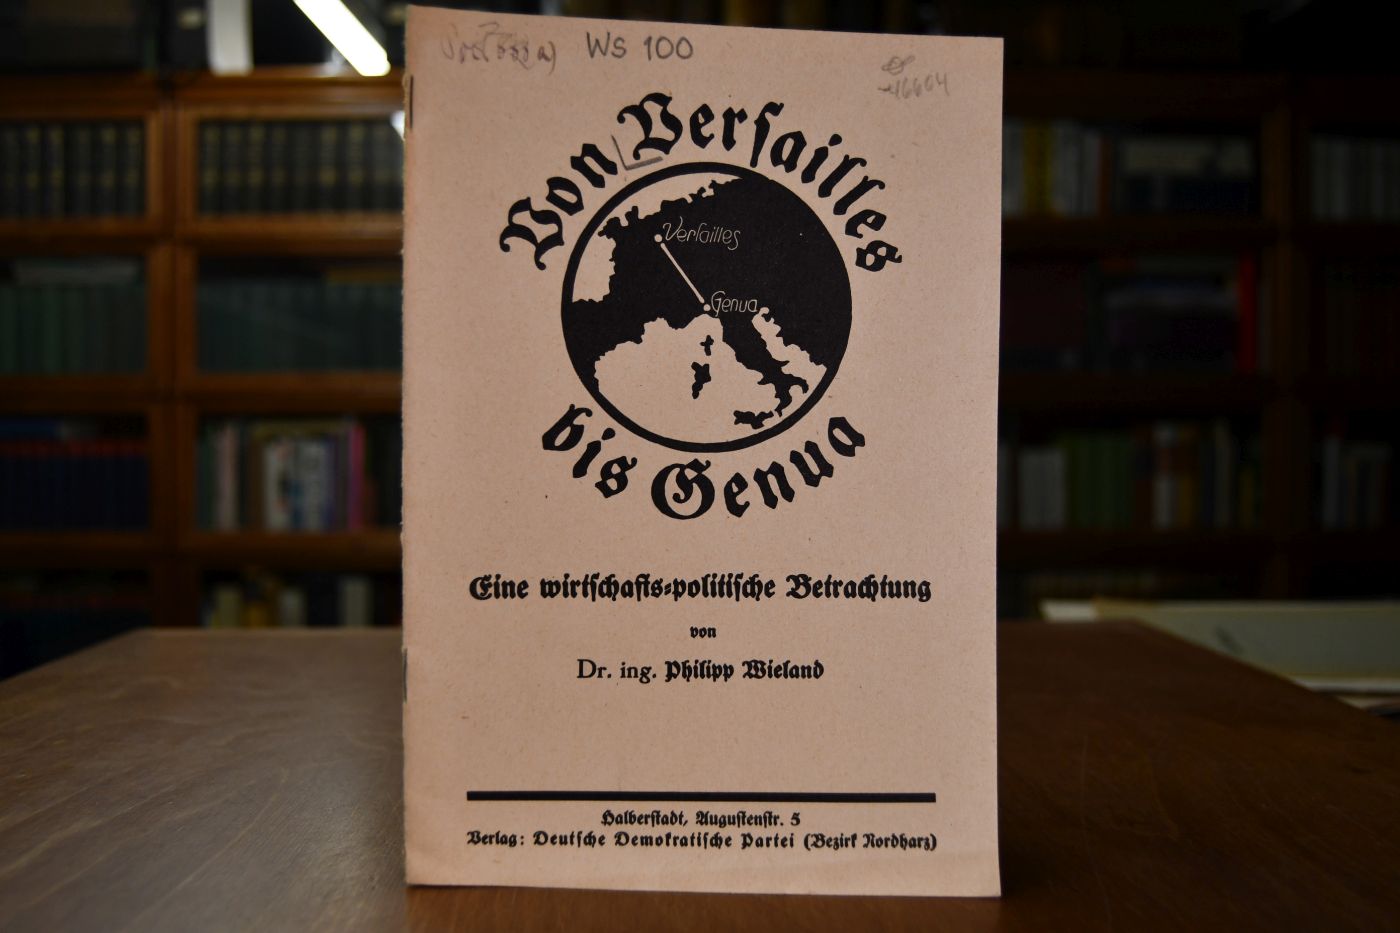 WS 100
Von Versailles
Versailles
Genua
bis Genua
Eine wirtschafts-politische Betrachtung
von
Dr. ing. Philipp Wieland
Halberstadt, Augustenstr. 5
Verlag: Deutsche Demokratische Partei (Bezirk Nordharz)